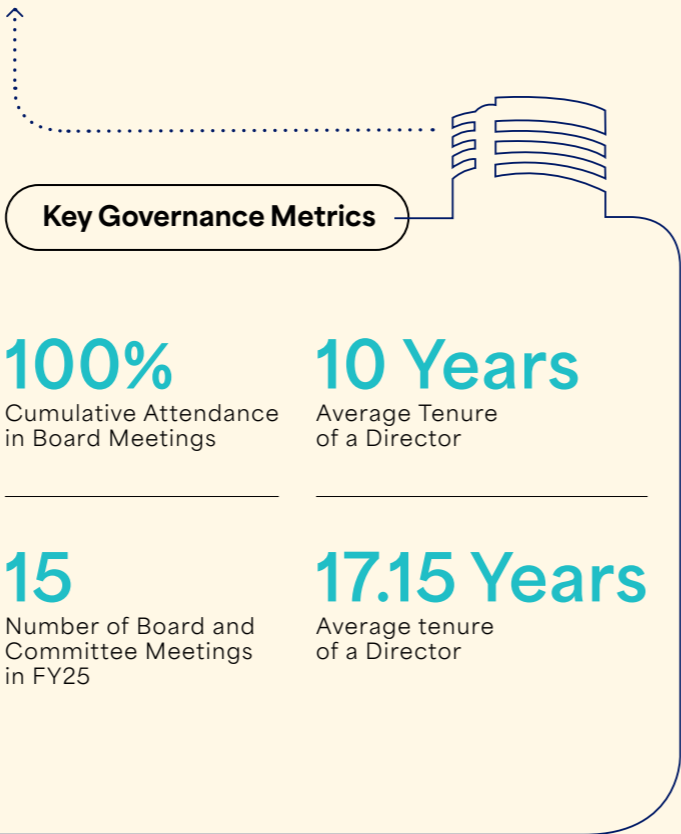 Key Governance Metrics
100%
Cumulative Attendance
in Board Meetings
10 Years
Average Tenure
of a Director
15
Number of Board and
Committee Meetings
in FY25
17.15 Years
Average tenure
of a Director